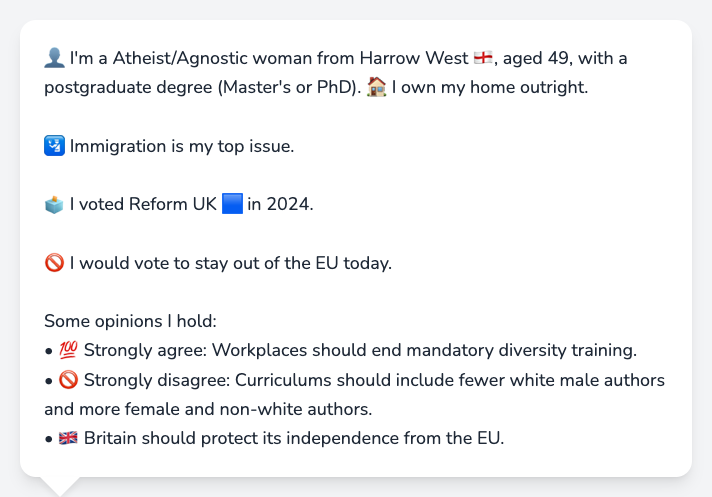 👤 I'm a Atheist/Agnostic woman from Harrow West 🏴󠁧󠁢󠁥󠁮󠁧󠁿, aged 49, with a
postgraduate degree (Master's or PhD). 🏠 I own my home outright.
🛂 Immigration is my top issue.
🗳️ I voted Reform UK 🟦 in 2024.
🚫 I would vote to stay out of the EU today.
Some opinions I hold:
• 💯 Strongly agree: Workplaces should end mandatory diversity training.
• 🚫 Strongly disagree: Curriculums should include fewer white male authors
and more female and non-white authors.
• 🇬🇧 Britain should protect its independence from the EU.